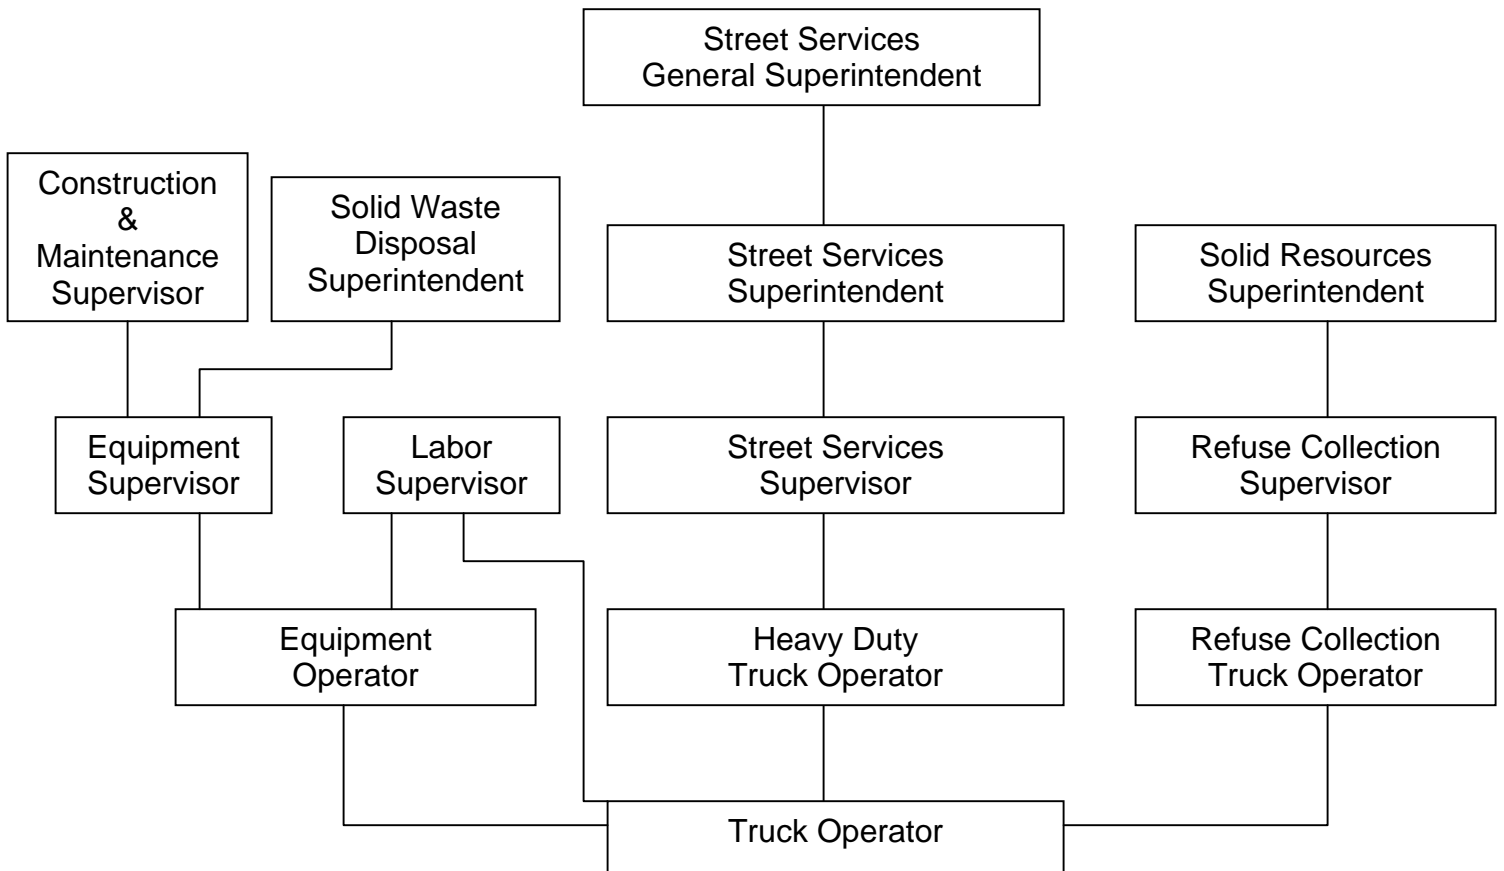 Street Services
General Superintendent
Construction
&
Maintenance
Supervisor
Solid Waste
Disposal
Superintendent
Street Services
Superintendent
Solid Resources
Superintendent
Equipment
Supervisor
Labor
Supervisor
Street Services
Supervisor
Refuse Collection
Supervisor
Equipment
Operator
Heavy Duty
Truck Operator
Refuse Collection
Truck Operator
Truck Operator